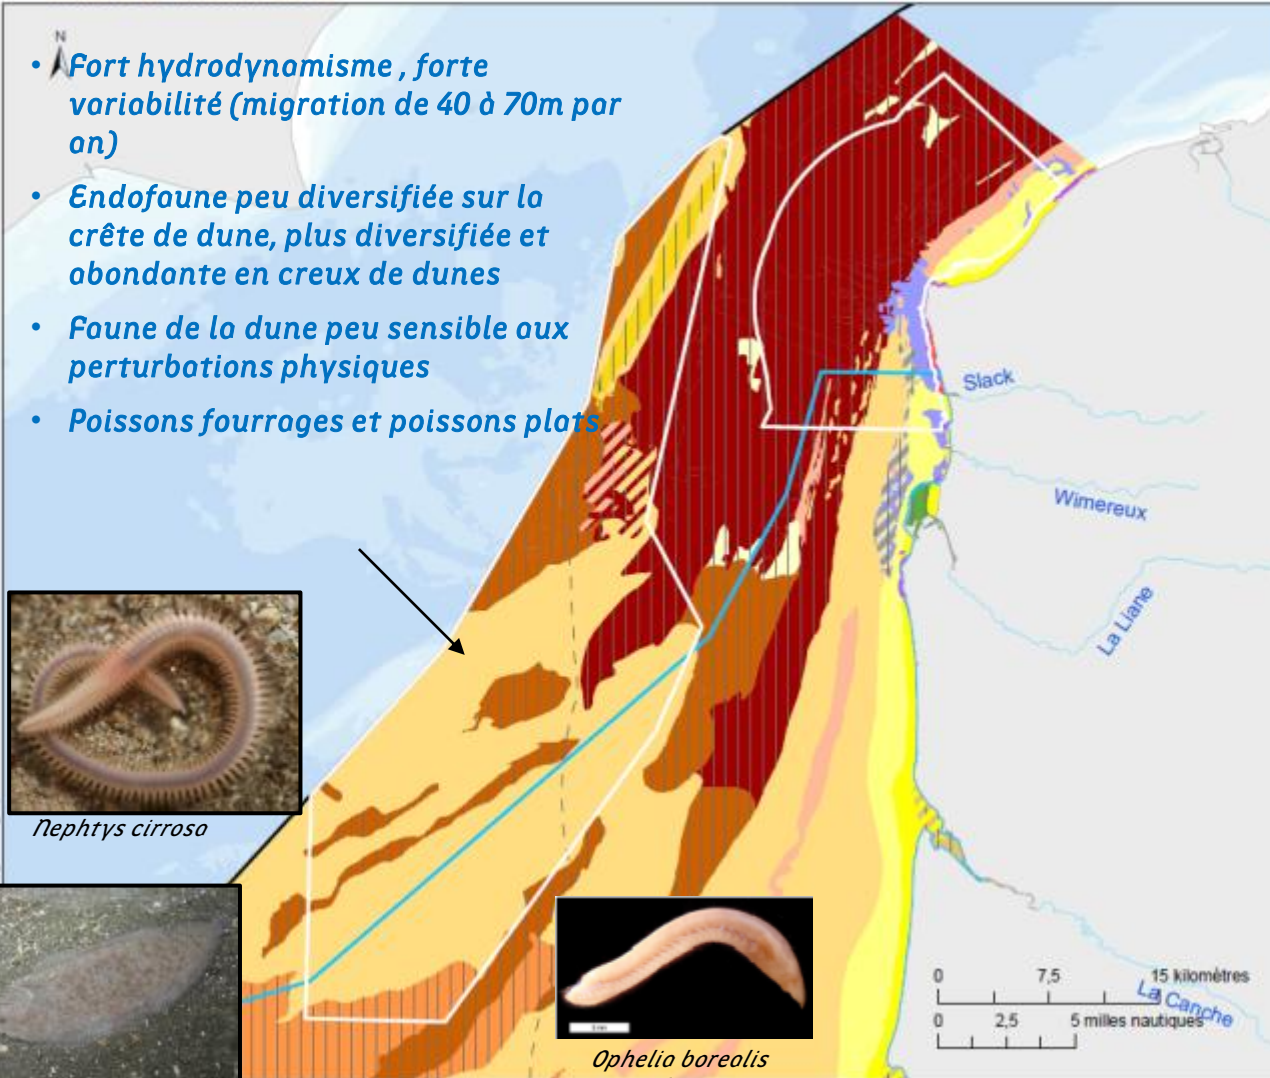 N
• Fort hydrodynamisme , forte
variabilité (migration de 40 à 70m par
an)
• Endofaune peu diversifiée sur la
crête de dune, plus diversifiée et
abondante en creux de dunes
• Faune de la dune peu sensible aux
perturbations physiques
• Poissons fourrages et poissons plats
Slack
Wimereux
La Liane
Nephtys cirrosa
Ophelia borealis
0 7,5 15 kilomètres
La Canche
0 2,5 5 milles nautiques